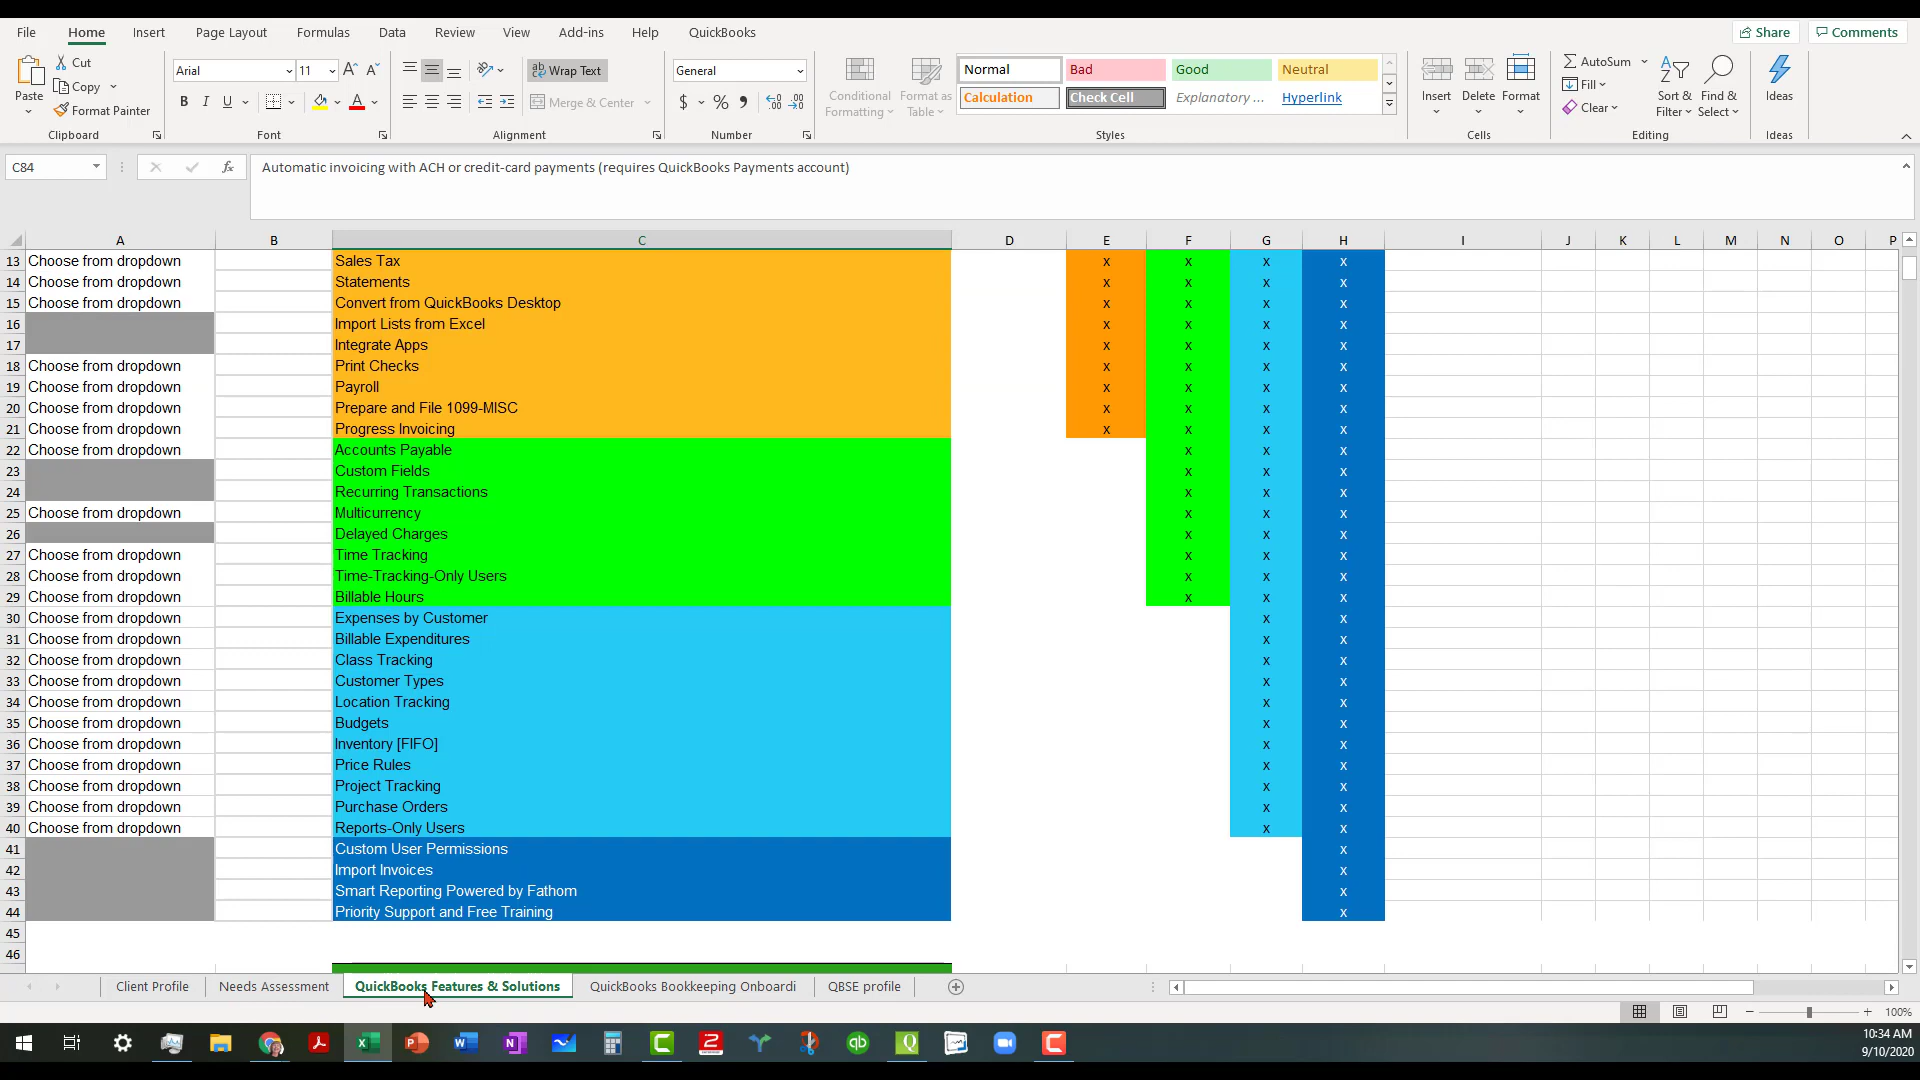 File Home Insert Page Layout Formulas Data Review View Add-ins Help QuickBooks Share Comments
Cut
Copy
Format Painter
Paste
Clipboard
Arial 11 A A
B I U A
Font
ab Wrap Text
Merge & Center
Alignment
General
$ % 9
Number
Conditional Formatting
Format as Table
Normal Bad Good Neutral
Calculation Check Cell Explanatory ... Hyperlink
Styles
Insert Delete Format
Cells
AutoSum
Fill
Clear
Sort & Filter
Find & Select
Editing
Ideas
Ideas
C84 fx Automatic invoicing with ACH or credit-card payments (requires QuickBooks Payments account)
A B C D E F G H I J K L M N O P
13 Choose from dropdown Sales Tax x x x x
14 Choose from dropdown Statements x x x x
15 Choose from dropdown Convert from QuickBooks Desktop x x x x
16 Import Lists from Excel x x x x
17 Integrate Apps x x x x
18 Choose from dropdown Print Checks x x x x
19 Choose from dropdown Payroll x x x x
20 Choose from dropdown Prepare and File 1099-MISC x x x x
21 Choose from dropdown Progress Invoicing x x x x
22 Choose from dropdown Accounts Payable x x x
23 Custom Fields x x x
24 Recurring Transactions x x x
25 Choose from dropdown Multicurrency x x x
26 Delayed Charges x x x
27 Choose from dropdown Time Tracking x x x
28 Choose from dropdown Time-Tracking-Only Users x x x
29 Choose from dropdown Billable Hours x x x
30 Choose from dropdown Expenses by Customer x x
31 Choose from dropdown Billable Expenditures x x
32 Choose from dropdown Class Tracking x x
33 Choose from dropdown Customer Types x x
34 Choose from dropdown Location Tracking x x
35 Choose from dropdown Budgets x x
36 Choose from dropdown Inventory [FIFO] x x
37 Choose from dropdown Price Rules x x
38 Choose from dropdown Project Tracking x x
39 Choose from dropdown Purchase Orders x x
40 Choose from dropdown Reports-Only Users x x
41 Custom User Permissions x
42 Import Invoices x
43 Smart Reporting Powered by Fathom x
44 Priority Support and Free Training x
45
46
Client Profile Needs Assessment QuickBooks Features & Solutions QuickBooks Bookkeeping Onboardi QBSE profile
100%
10:34 AM
9/10/2020